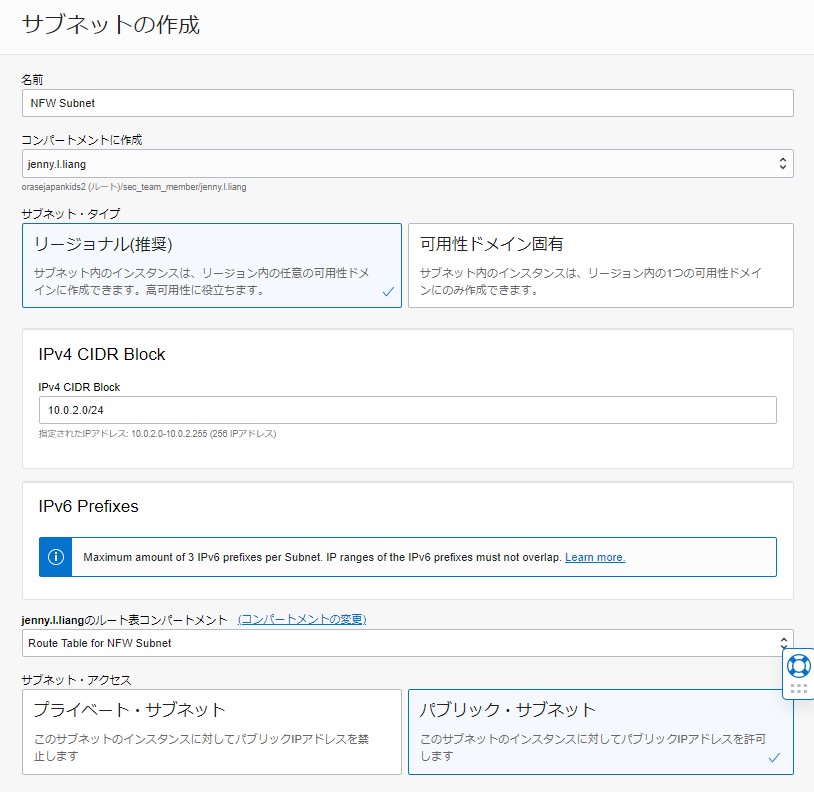 サブネットの作成
名前
NFW Subnet
コンパートメントに作成
jenny.l.liang
orasejapankids2 (ルート)/sec_team_member/jenny.l.liang
サブネット・タイプ
リージョナル(推奨)
サブネット内のインスタンスは、リージョン内の任意の可用性ドメ
インに作成できます。高可用性に役立ちます。
可用性ドメイン固有
サブネット内のインスタンスは、リージョン内の1つの可用性ドメイ
ンにのみ作成できます。
IPv4 CIDR Block
IPv4 CIDR Block
10.0.2.0/24
指定されたIPアドレス: 10.0.2.0-10.0.2.255 (256 IPアドレス)
IPv6 Prefixes
Maximum amount of 3 IPv6 prefixes per Subnet. IP ranges of the IPv6 prefixes must not overlap. Learn more.
jenny.l.liangのルート表コンパートメント (コンパートメントの変更)
Route Table for NFW Subnet
サブネット・アクセス
プライベート・サブネット
このサブネットのインスタンスに対してパブリックIPアドレスを禁
止します
パブリック・サブネット
このサブネットのインスタンスに対してパブリックIPアドレスを許可
します